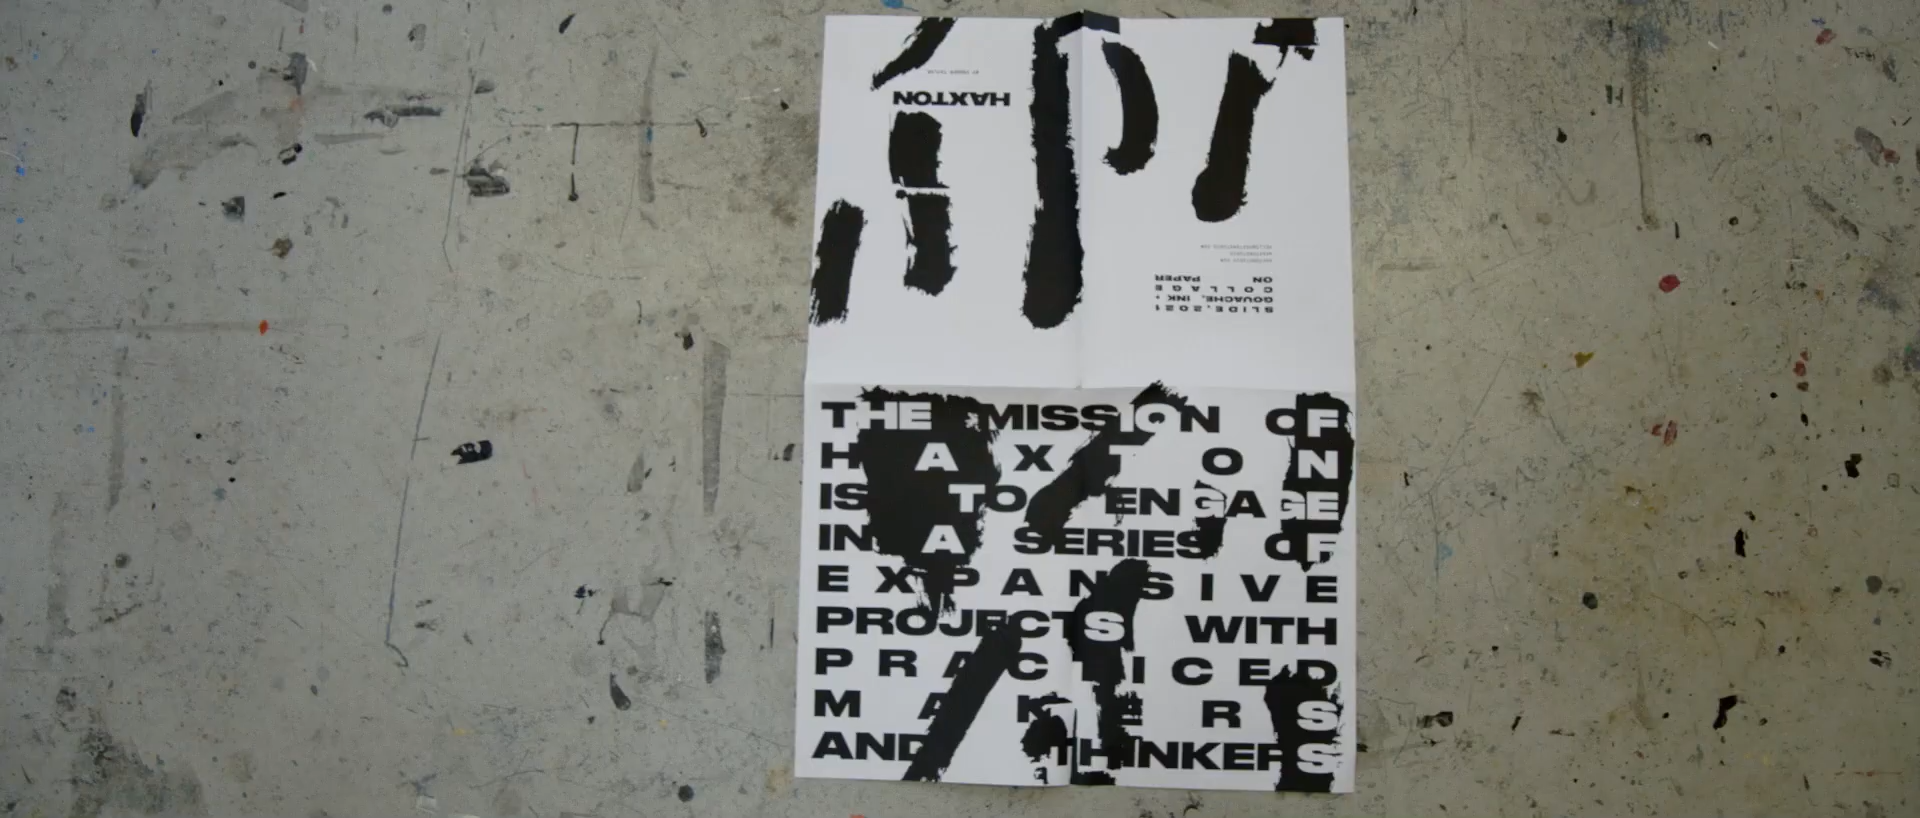 HAXTON
SLIDE, 2021
GOUACHE, INK +
COLLAGE
ON PAPER
THE MISSION OF
HAXTON
IS TO ENGAGE
IN A SERIES OF
EXPANSIVE
PROJECTS WITH
PRACTICED
MAKERS
AND THINKERS